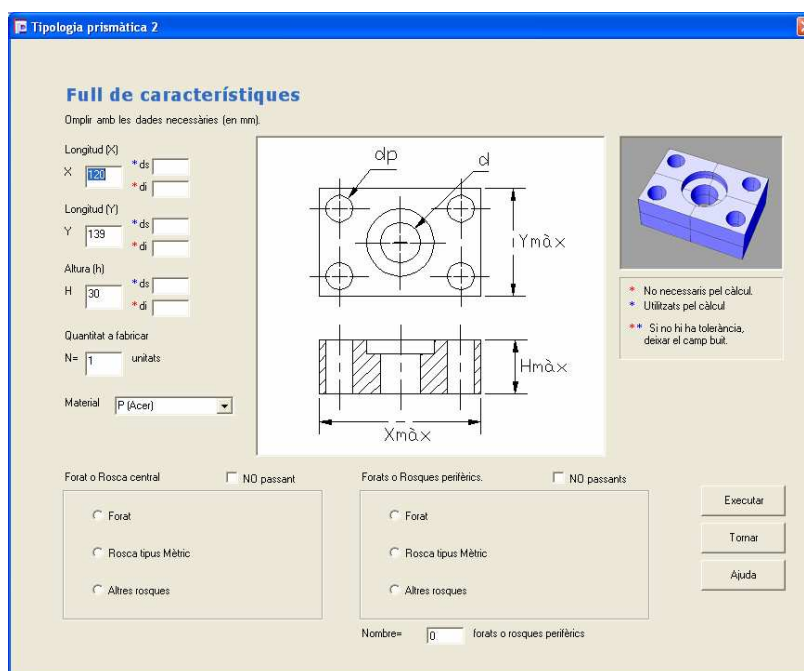 Tipologia prismàtica 2
Full de característiques
Omplir amb les dades necessàries (en mm).
Longitud (X)
X 120 * ds
* di
Longitud (Y)
Y 139 * ds
* di
Altura (h)
H 30 * ds
* di
Quantitat a fabricar
N= 1 unitats
Material P (Acer)
dp
d
Ymàx
Hmàx
Xmàx
* No necessaris pel càlcul.
* Utilitzats pel càlcul
** Si no hi ha tolerància,
deixar el camp buit.
Forat o Rosca central NO passant
Forat
Rosca tipus Mètric
Altres rosques
Forats o Rosques perifèrics. NO passants
Forat
Rosca tipus Mètric
Altres rosques
Nombre= 0 forats o rosques perifèrics
Executar
Tornar
Ajuda